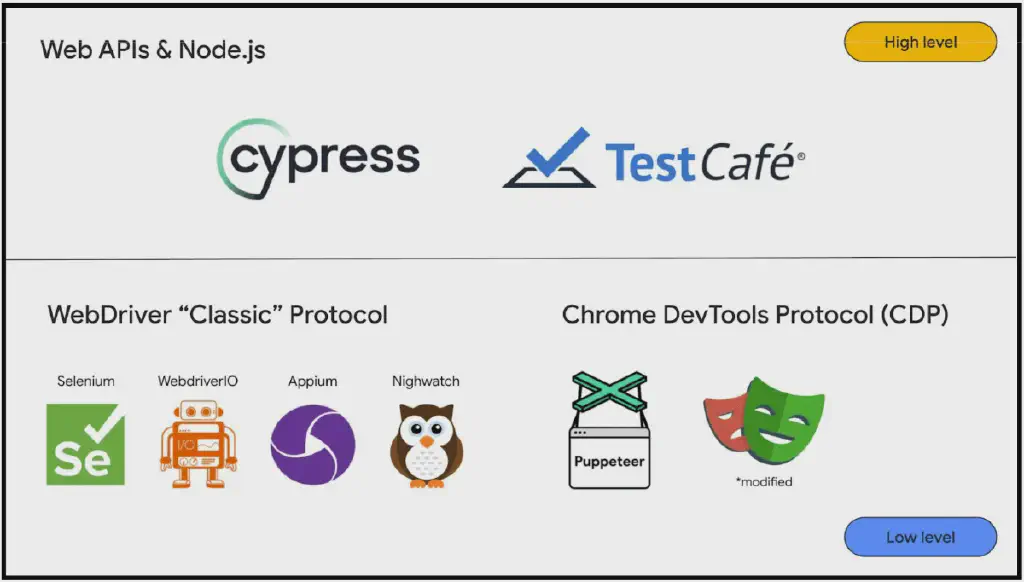 Web APIs & Node.js
High level
cypress
TestCafé®
WebDriver “Classic” Protocol
Chrome DevTools Protocol (CDP)
Selenium
WebdriverIO
Appium
Nighwatch
Se
I/O
Puppeteer
*modified
Low level